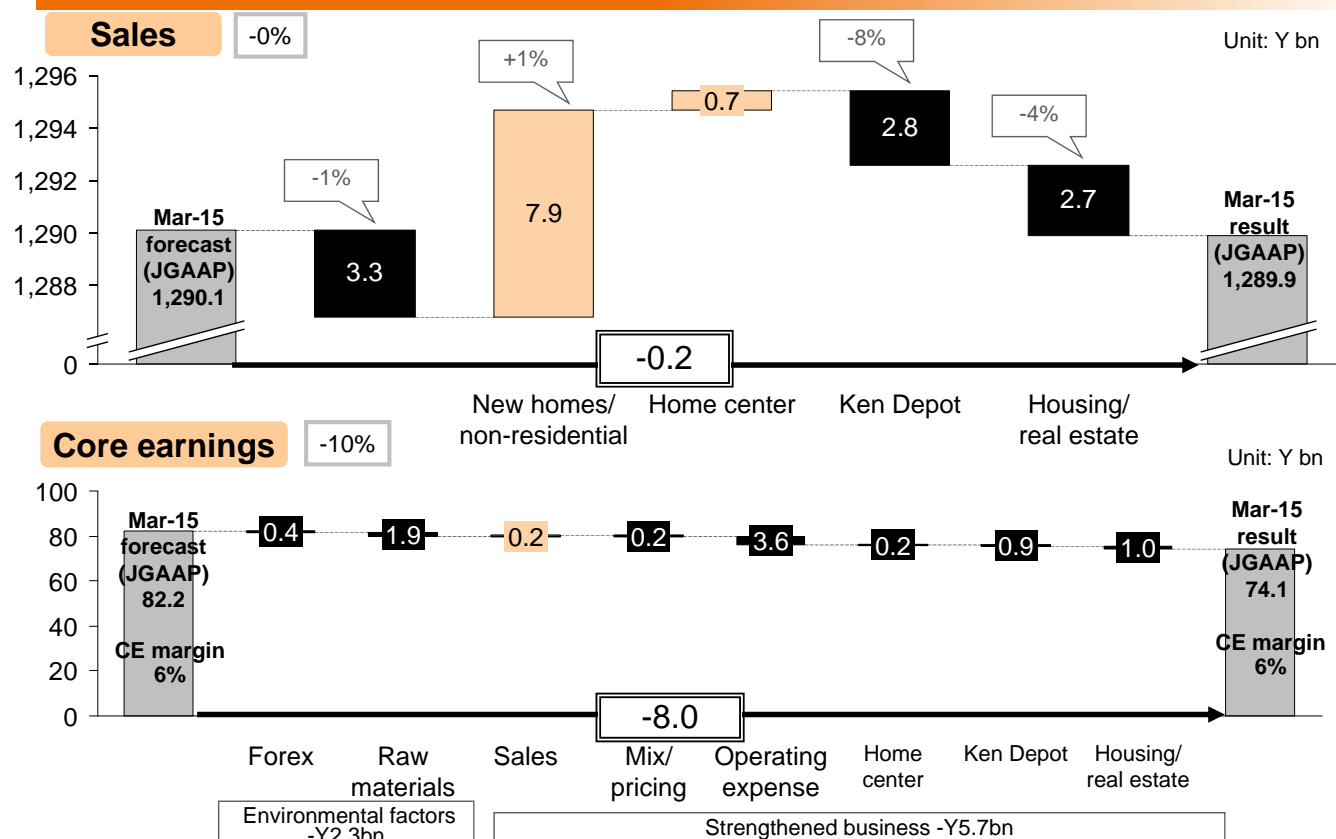 Sales
-0%
Unit: Y bn
1,296
1,294
1,292
1,290
1,288
0
Mar-15
forecast
(JGAAP)
1,290.1
-1%
3.3
+1%
7.9
0.7
-8%
2.8
-4%
2.7
Mar-15
result
(JGAAP)
1,289.9
-0.2
New homes/
non-residential
Home center
Ken Depot
Housing/
real estate
Core earnings
-10%
Unit: Y bn
100
80
60
40
20
0
Mar-15
forecast
(JGAAP)
82.2
CE margin
6%
0.4
1.9
0.2
0.2
3.6
0.2
0.9
1.0
Mar-15
result
(JGAAP)
74.1
CE margin
6%
-8.0
Forex
Raw
materials
Sales
Mix/
pricing
Operating
expense
Home
center
Ken Depot
Housing/
real estate
Environmental factors
-Y2.3bn
Strengthened business -Y5.7bn